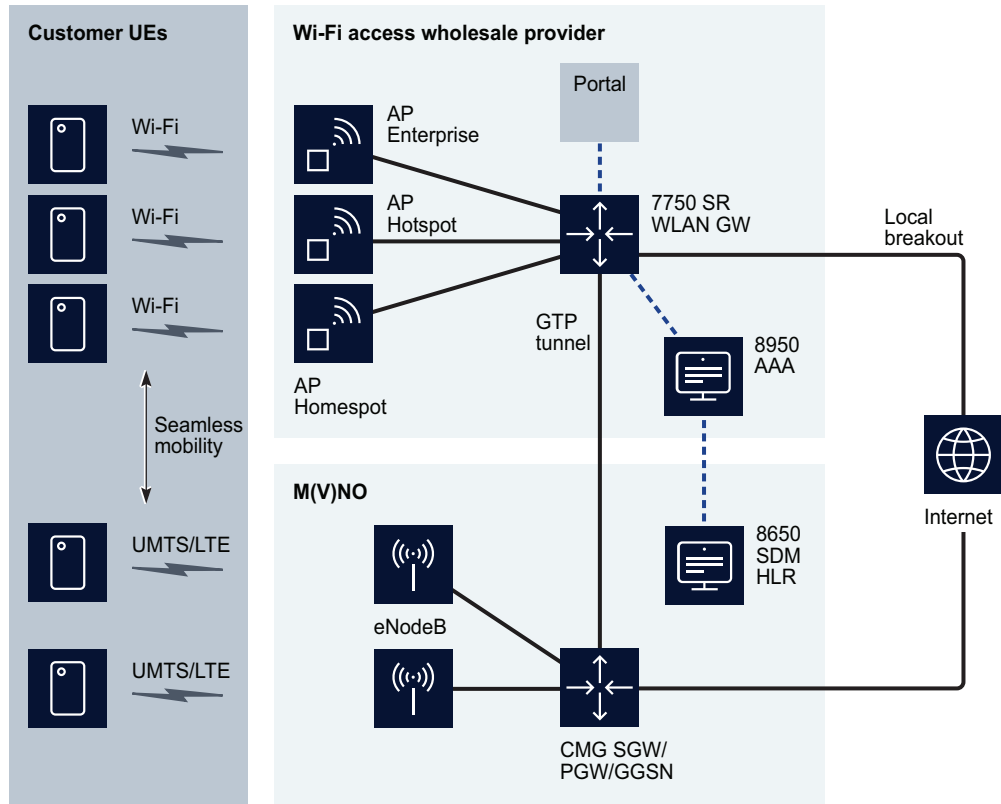 Customer UEs
Wi-Fi
Wi-Fi
Wi-Fi
Seamless
mobility
UMTS/LTE
UMTS/LTE
Wi-Fi access wholesale provider
Portal
AP
Enterprise
AP
Hotspot
AP
Homespot
7750 SR
WLAN GW
Local
breakout
GTP
tunnel
8950
AAA
Internet
M(V)NO
eNodeB
8650
SDM
HLR
CMG SGW/
PGW/GGSN